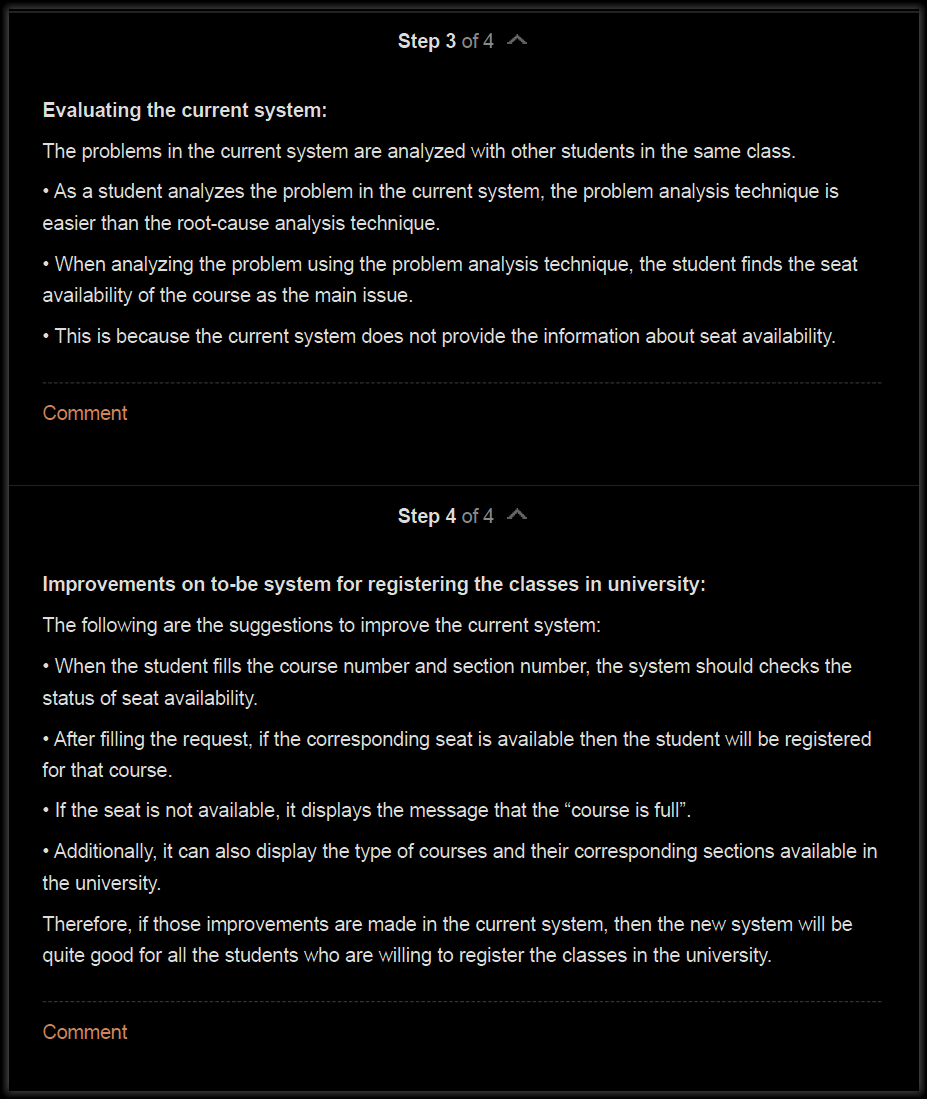 Step 3 of 4
Evaluating the current system:
The problems in the current system are analyzed with other students in the same class.
• As a student analyzes the problem in the current system, the problem analysis technique is
easier than the root-cause analysis technique.
• When analyzing the problem using the problem analysis technique, the student finds the seat
availability of the course as the main issue.
• This is because the current system does not provide the information about seat availability.
Comment
Step 4 of 4
Improvements on to-be system for registering the classes in university:
The following are the suggestions to improve the current system:
• When the student fills the course number and section number, the system should checks the
status of seat availability.
• After filling the request, if the corresponding seat is available then the student will be registered
for that course.
• If the seat is not available, it displays the message that the “course is full”.
• Additionally, it can also display the type of courses and their corresponding sections available in
the university.
Therefore, if those improvements are made in the current system, then the new system will be
quite good for all the students who are willing to register the classes in the university.
Comment